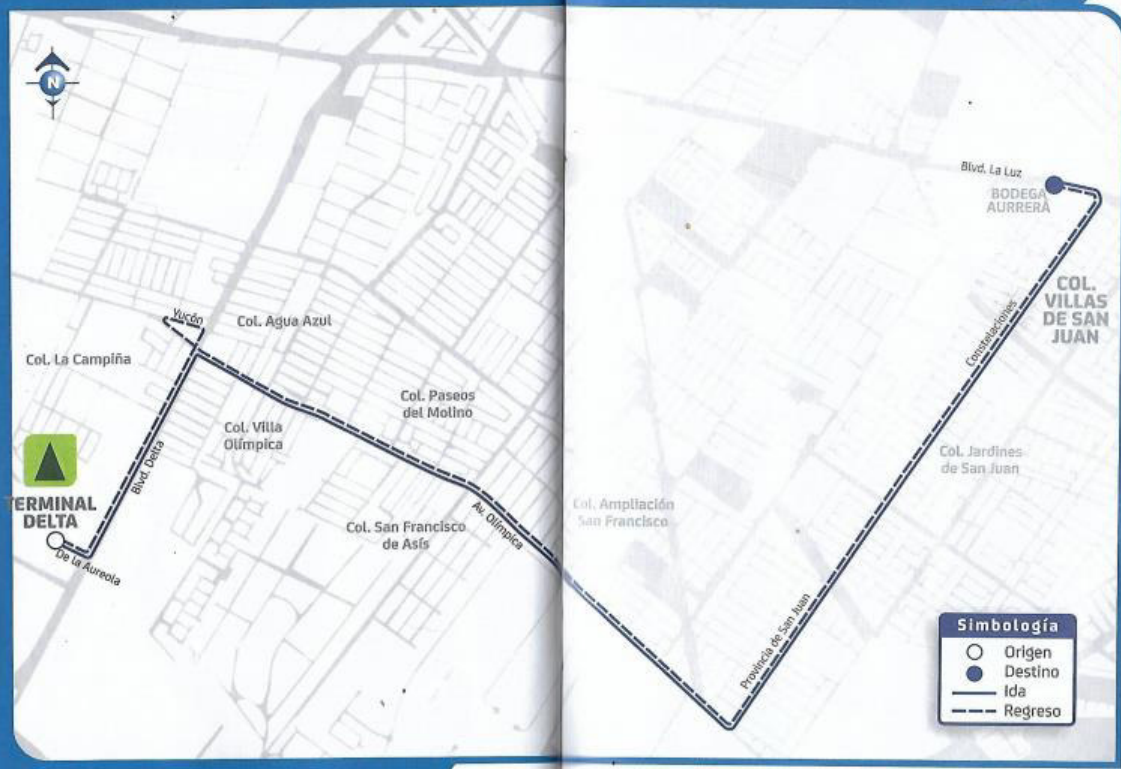 N
Blvd. La Luz
BODEGA
AURRERÁ
COL.
VILLAS
DE SAN
JUAN
Yucón
Col. Agua Azul
Col. La Campiña
Constelaciones
Col. Paseos
del Molino
Col. Villa
Olímpica
Blvd. Delta
Col. Jardines
de San Juan
TERMINAL
DELTA
De la Aureola
Col. San Francisco
de Asís
Av. Olímpica
Col. Ampliación
San Francisco
Provincia de San Juan
Simbología
Origen
Destino
Ida
Regreso